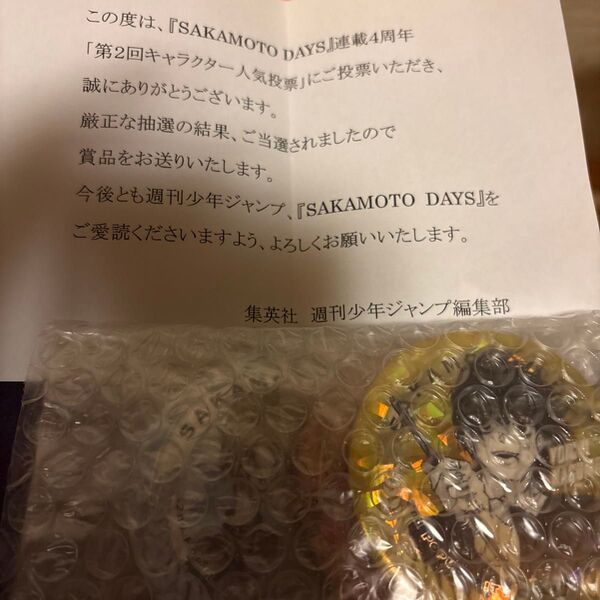 この度は、『SAKAMOTO DAYS』連載4周年
「第2回キャラクター人気投票」にご投票いただき、
誠にありがとうございます。
厳正な抽選の結果、ご当選されましたので
賞品をお送りいたします。
今後とも週刊少年ジャンプ、『SAKAMOTO DAYS』を
ご愛読くださいますよう、よろしくお願いいたします。
集英社 週刊少年ジャンプ編集部
SAKA